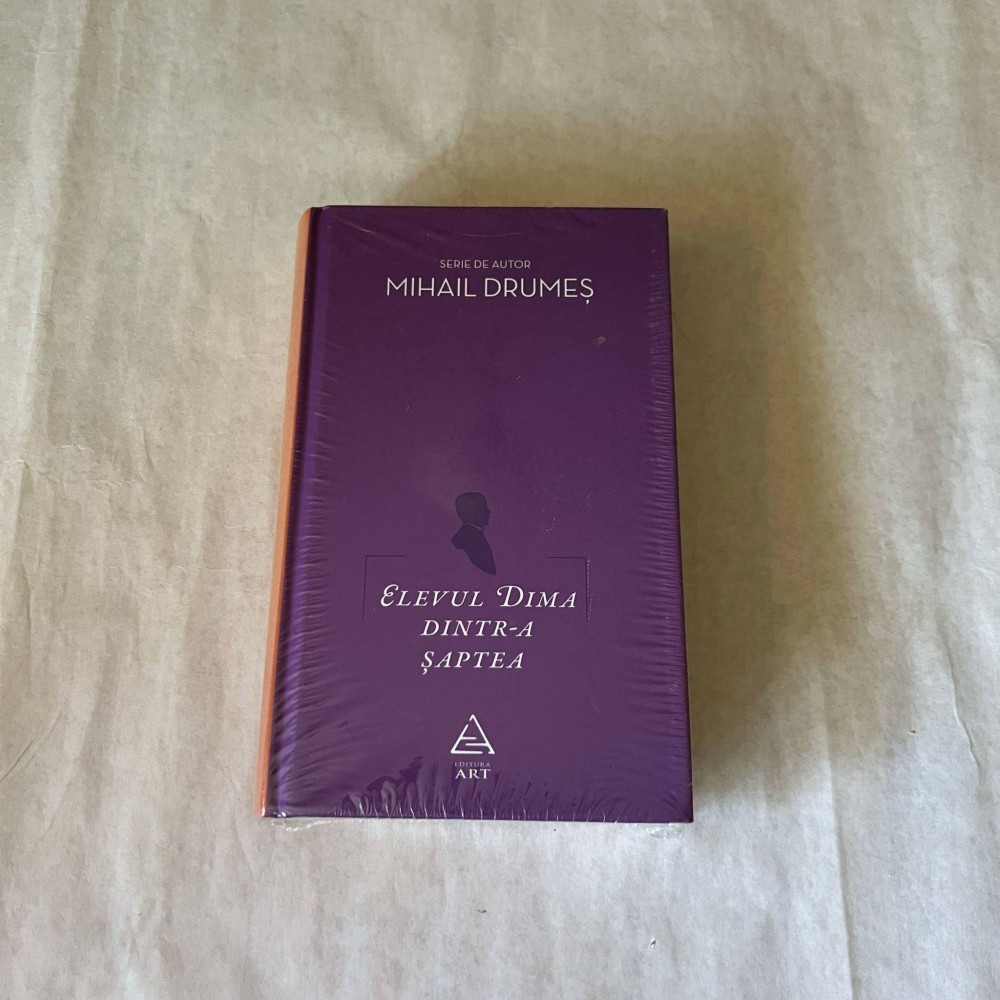 SERIE DE AUTOR
MIHAIL DRUMEȘ
ELEVUL DIMA
DINTR-A
ȘAPTEA
EDITURA
ART